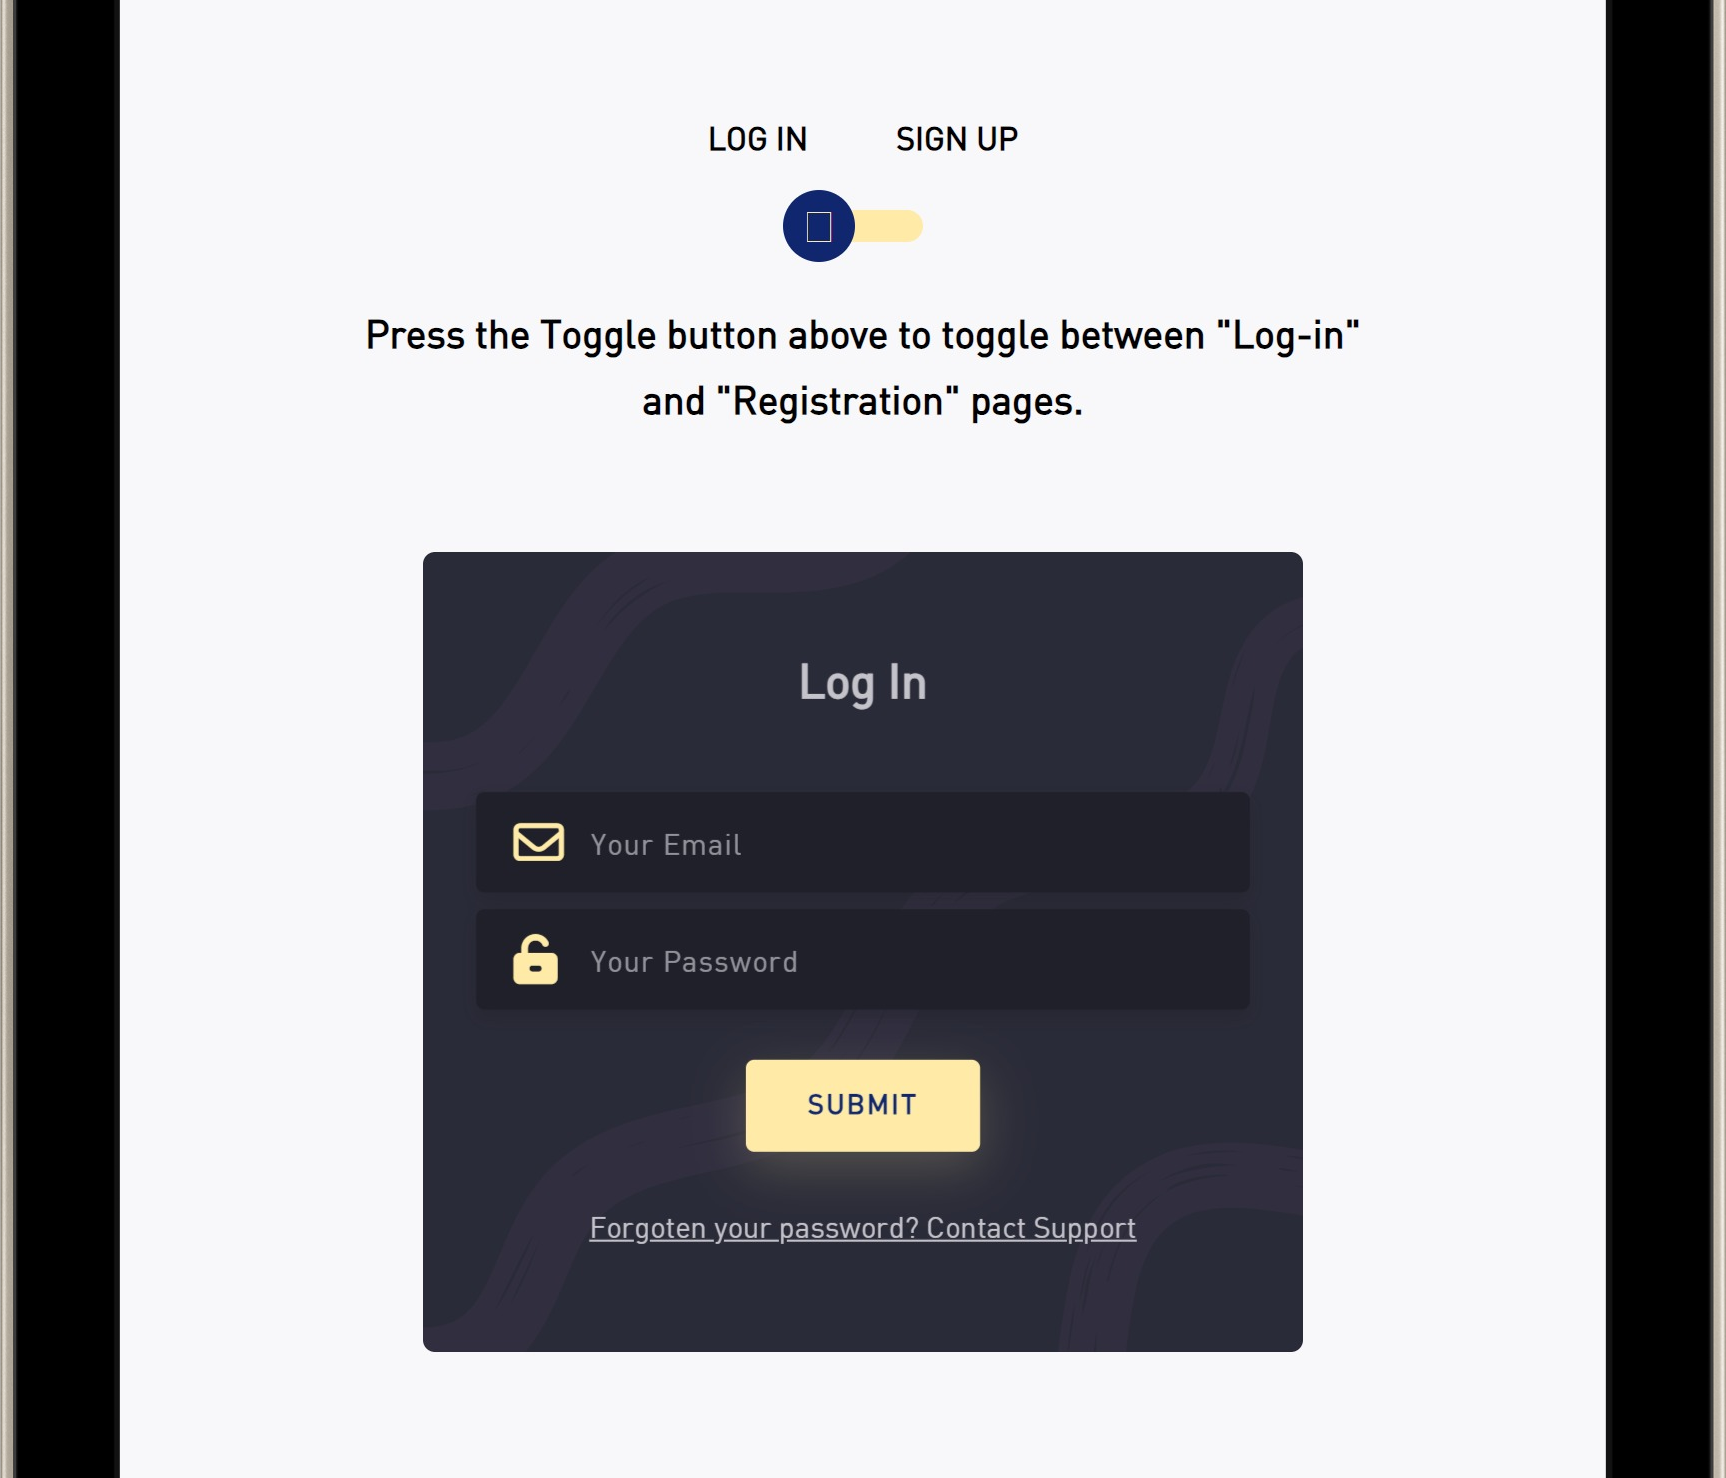 LOG IN SIGN UP
Press the Toggle button above to toggle between "Log-in"
and "Registration" pages.
Log In
Your Email
Your Password
SUBMIT
Forgoten your password? Contact Support